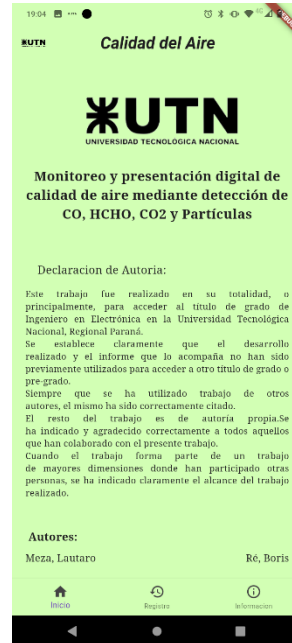 19:04
4G
Calidad del Aire
UTN
UTN
UNIVERSIDAD TECNOLOGICA NACIONAL
Monitoreo y presentación digital de
calidad de aire mediante detección de
CO, HCHO, CO2 y Partículas
Declaracion de Autoria:
Este trabajo fue realizado en su totalidad, o
principalmente, para acceder al título de grado de
Ingeniero en Electrónica en la Universidad Tecnológica
Nacional, Regional Paraná.
Se establece claramente que el desarrollo
realizado y el informe que lo acompaña no han sido
previamente utilizados para acceder a otro título de grado o
pre-grado.
Siempre que se ha utilizado trabajo de otros
autores, el mismo ha sido correctamente citado.
El resto del trabajo es de autoría propia.Se
ha indicado y agradecido correctamente a todos aquellos
que han colaborado con el presente trabajo.
Cuando el trabajo forma parte de un trabajo
de mayores dimensiones donde han participado otras
personas, se ha indicado claramente el alcance del trabajo
realizado.
Autores:
Meza, Lautaro Ré, Boris
Inicio Registro Informacion